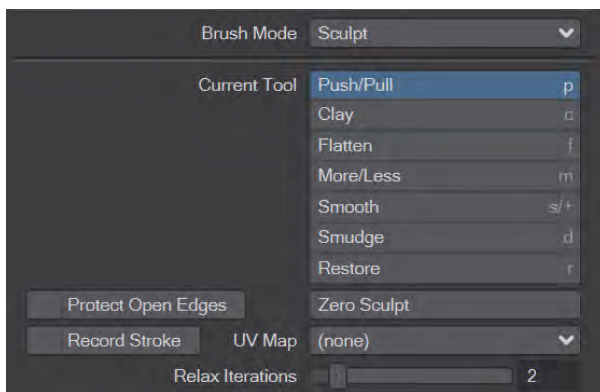 Brush Mode Sculpt
Current Tool Push/Pull p
Clay c
Flatten f
More/Less m
Smooth s/+
Smudge d
Restore r
Protect Open Edges Zero Sculpt
Record Stroke UV Map (none)
Relax Iterations 2